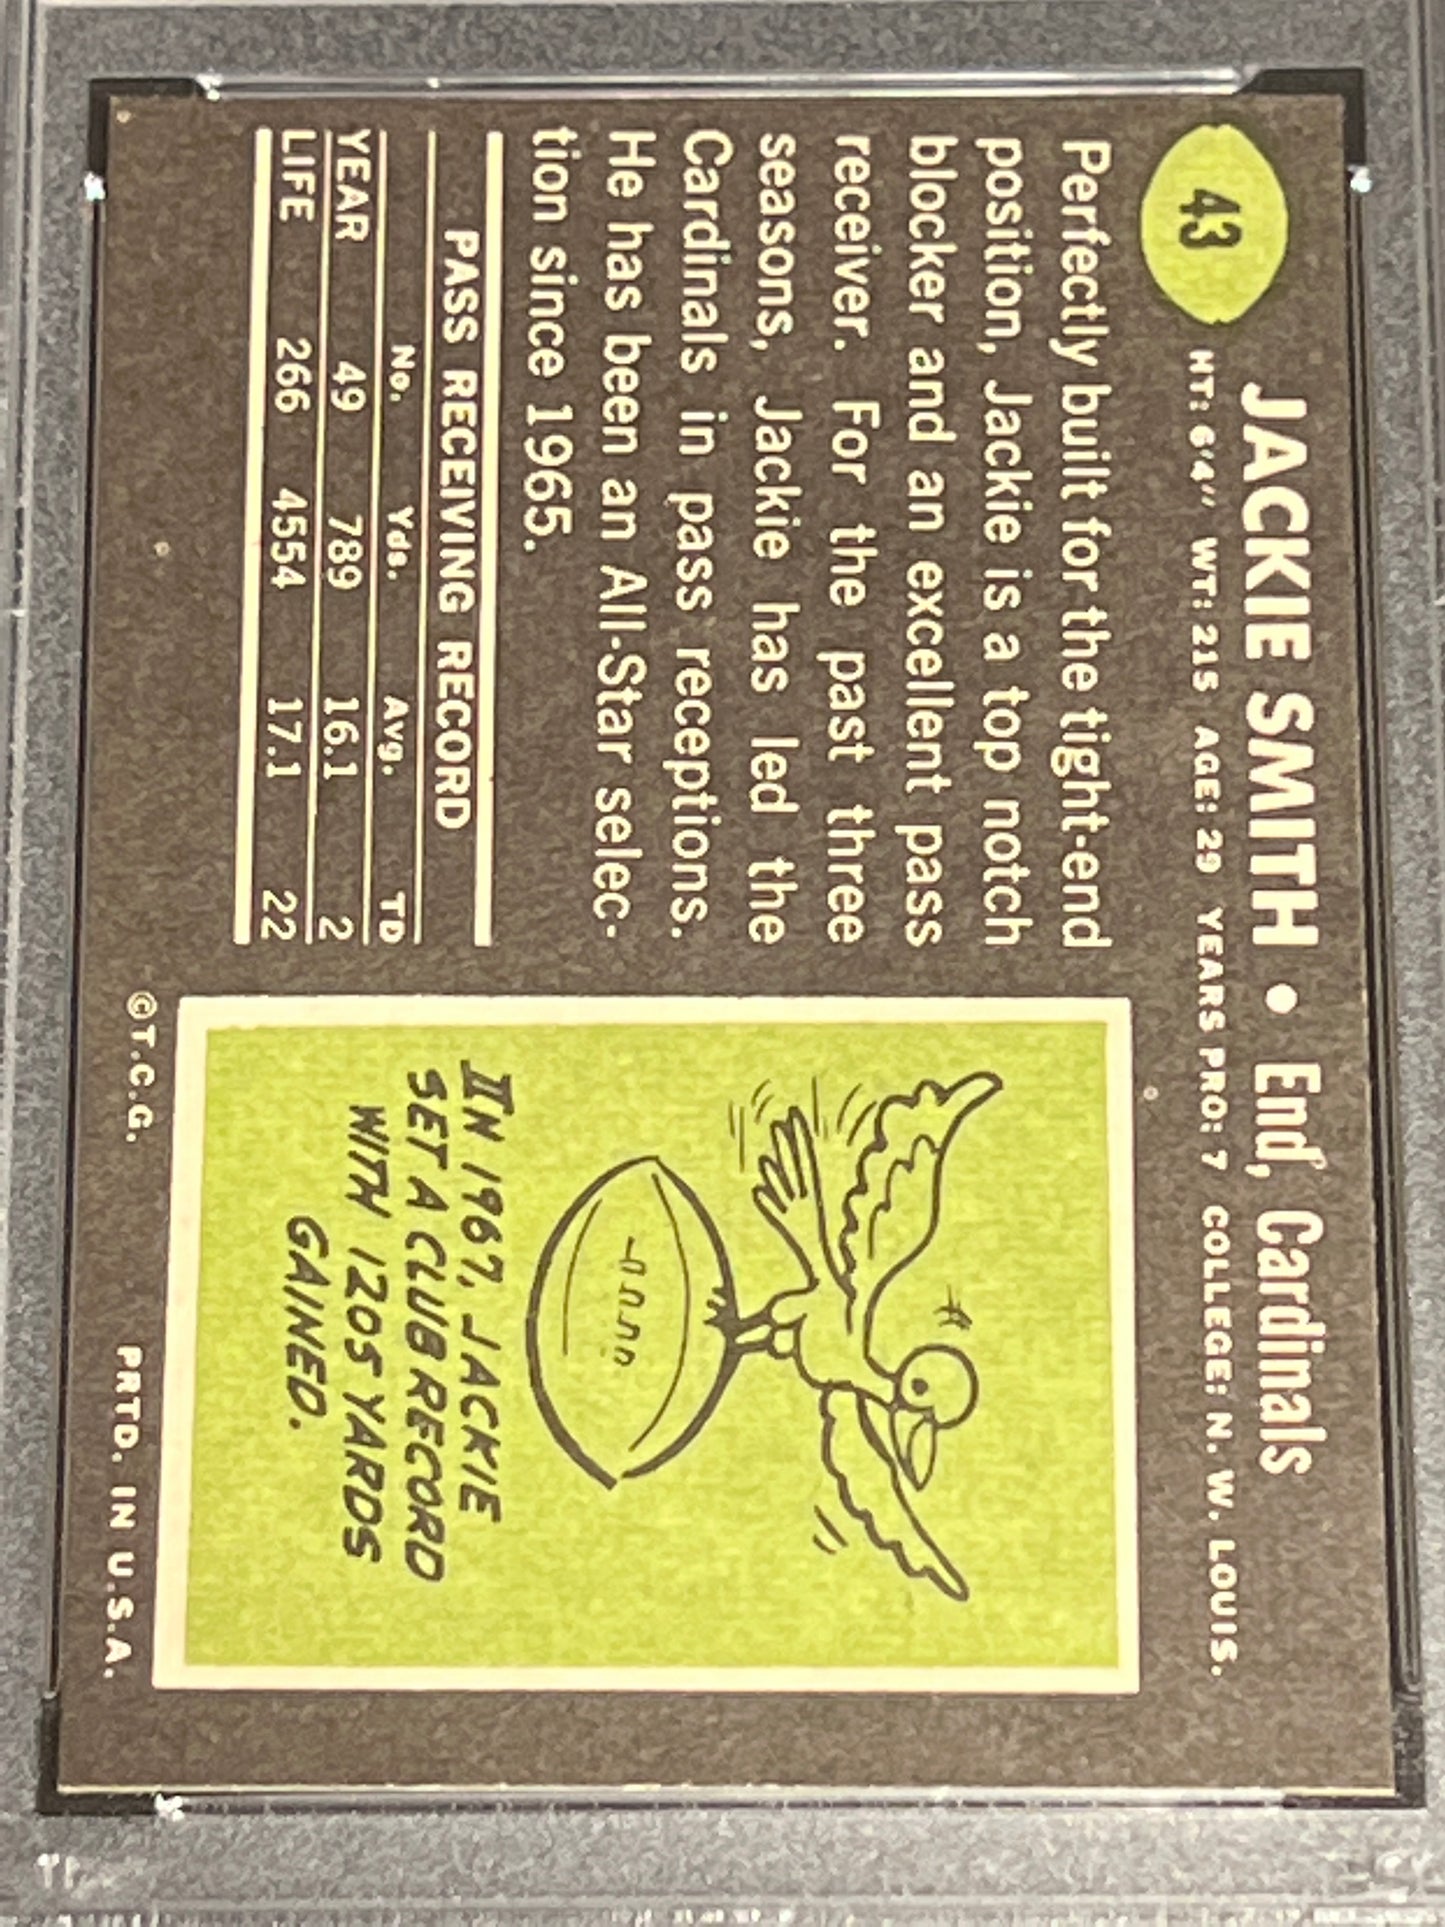 43
JACKIE SMITH • End, Cardinals
HT: 6'4" WT: 215 AGE: 29 YEARS PRO: 7 COLLEGE: N. W. LOUIS.
Perfectly built for the tight-end
position, Jackie is a top notch
blocker and an excellent pass
receiver. For the past three
seasons, Jackie has led the
Cardinals in pass receptions.
He has been an All-Star selec-
tion since 1965.
PASS RECEIVING RECORD
No. Yds. Avg. TD
YEAR 49 789 16.1 2
LIFE 266 4554 17.1 22
IN 1967, JACKIE
SET A CLUB RECORD
WITH 1205 YARDS
GAINED.
©T.C.G. PRTD. IN U.S.A.